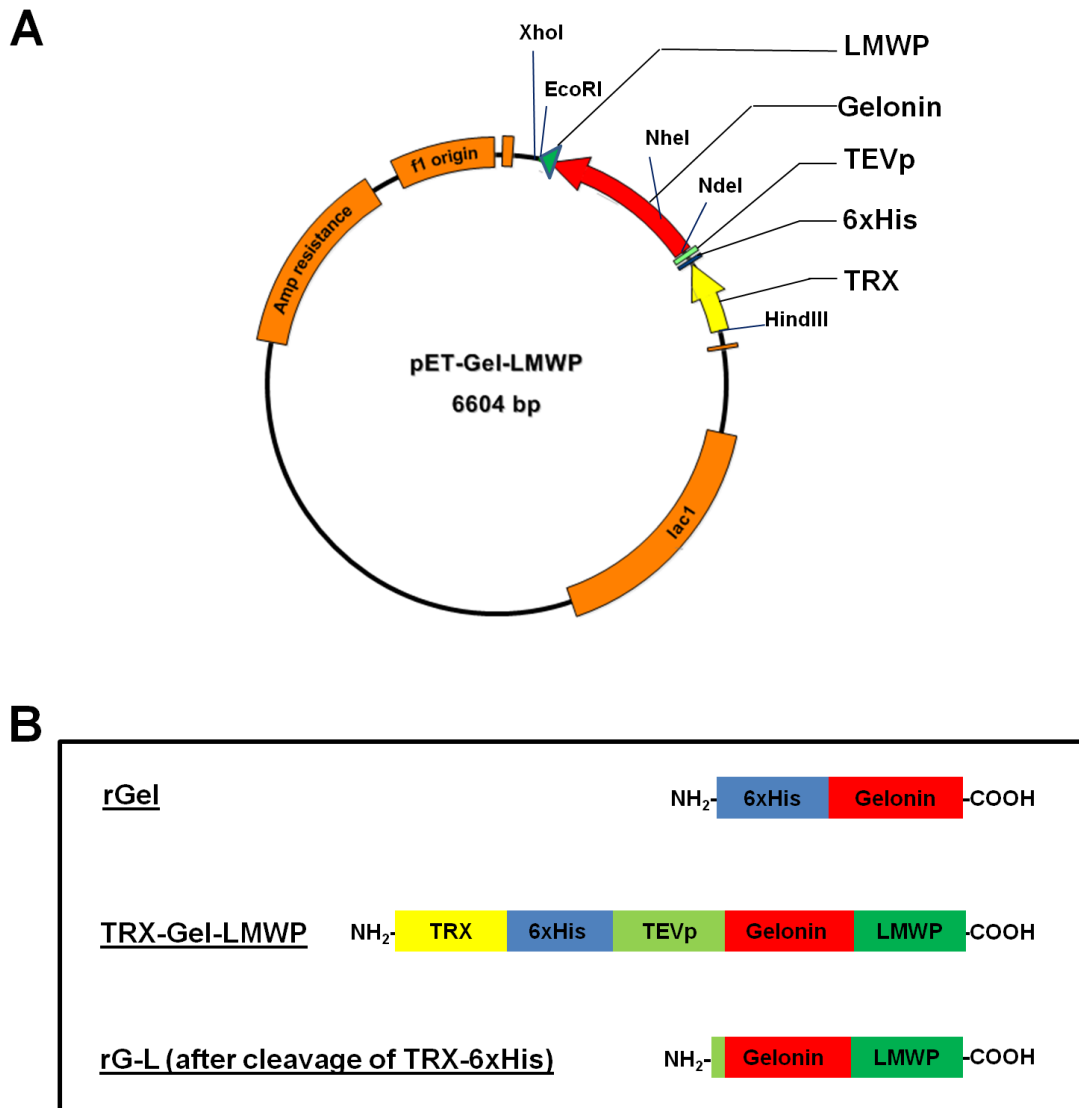 A
XhoI
EcoRI
LMWP
Gelonin
NheI
TEVp
NdeI
6xHis
TRX
HindIII
f1 origin
Amp resistance
pET-Gel-LMWP
6604 bp
lac1
B
rGel
NH2- 6xHis Gelonin -COOH
TRX-Gel-LMWP
NH2- TRX 6xHis TEVp Gelonin LMWP -COOH
rG-L (after cleavage of TRX-6xHis)
NH2- Gelonin LMWP -COOH